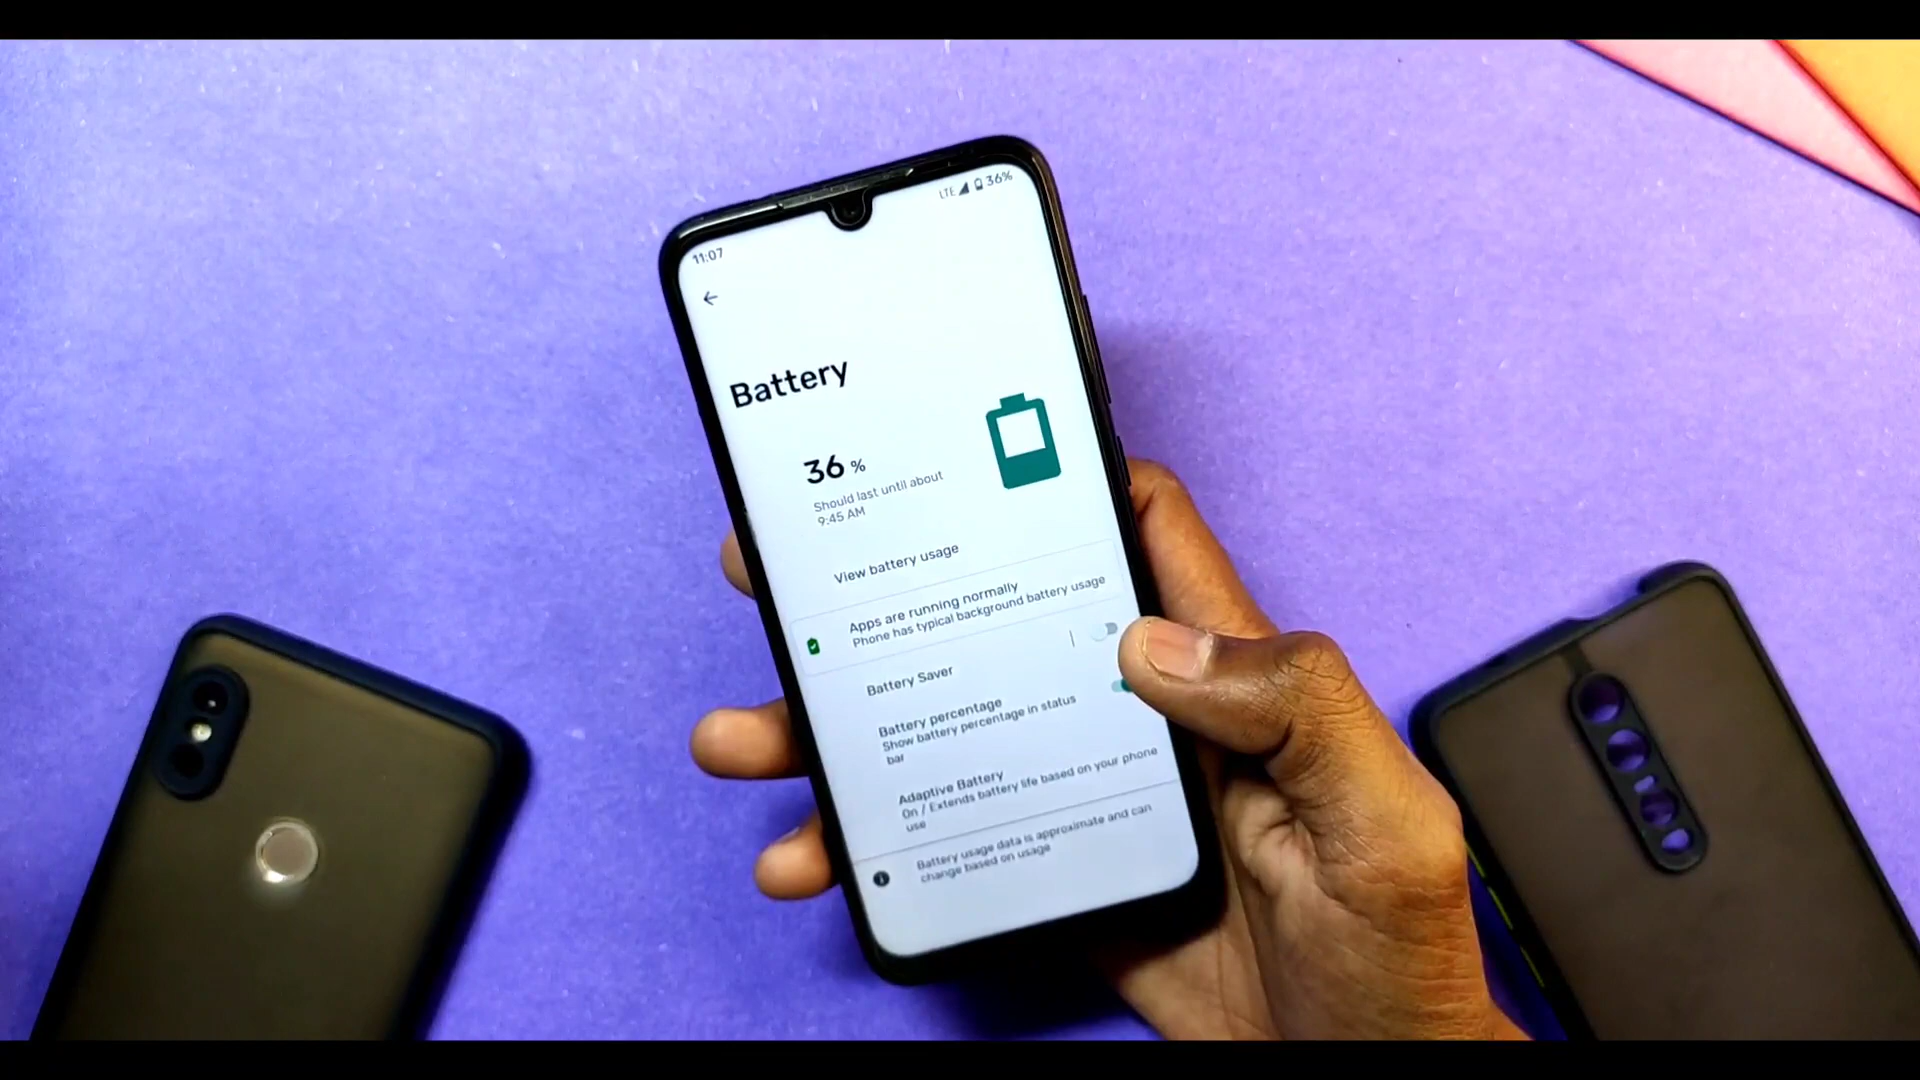 LTE 36%
11:07
Battery
36 %
Should last until about
9:45 AM
View battery usage
Apps are running normally
Phone has typical background battery usage
Battery Saver
Battery percentage
Show battery percentage in status
bar
Adaptive Battery
On / Extends battery life based on your phone
use
Battery usage data is approximate and can
change based on usage